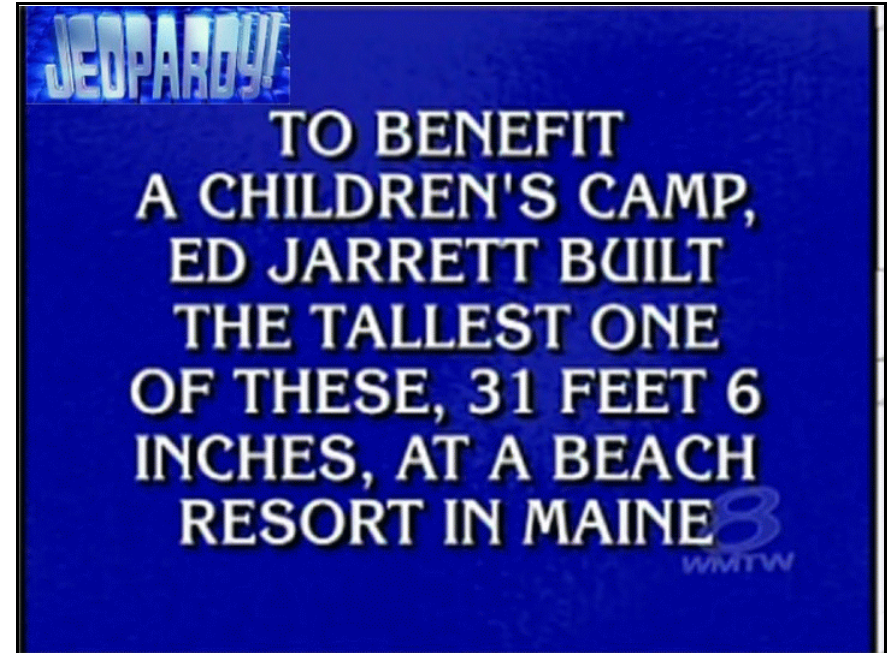 JEOPARDY!
TO BENEFIT
A CHILDREN'S CAMP,
ED JARRETT BUILT
THE TALLEST ONE
OF THESE, 31 FEET 6
INCHES, AT A BEACH
RESORT IN MAINE
8
WMTW